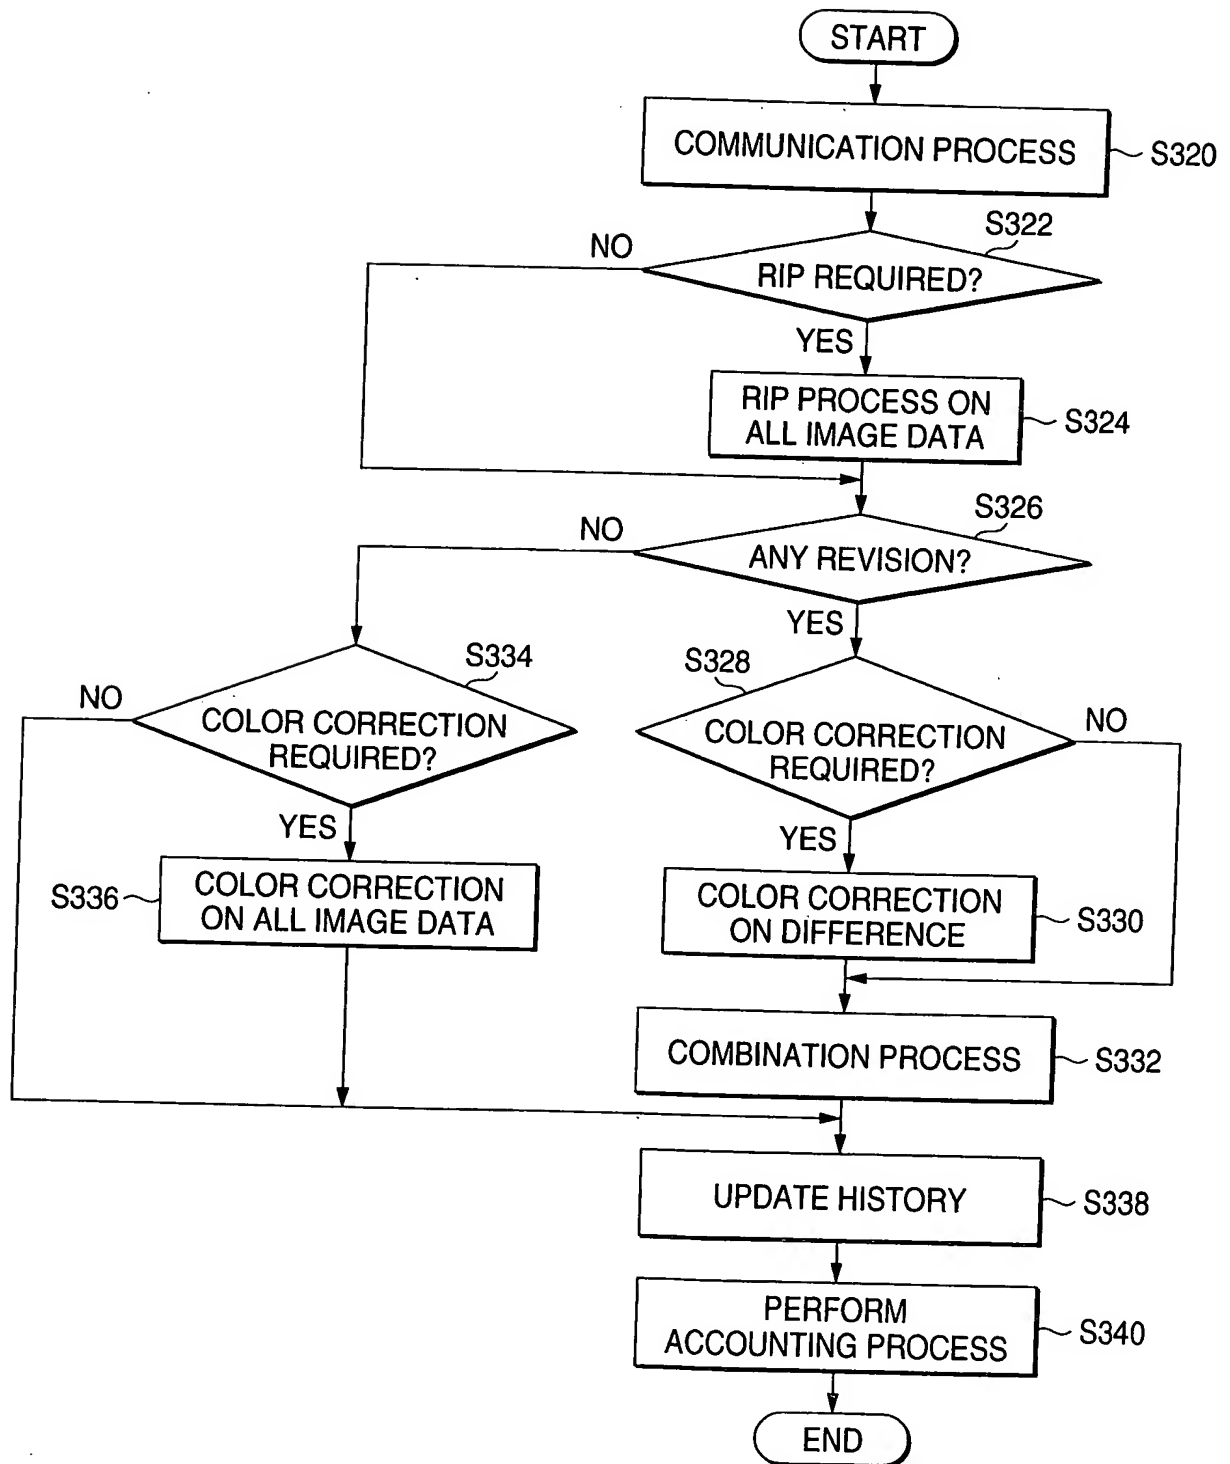 START
COMMUNICATION PROCESS
S320
S322
NO
RIP REQUIRED?
YES
RIP PROCESS ON
ALL IMAGE DATA
S324
S326
NO
ANY REVISION?
YES
S334
NO
COLOR CORRECTION
REQUIRED?
YES
S328
COLOR CORRECTION
REQUIRED?
NO
YES
S336
COLOR CORRECTION
ON ALL IMAGE DATA
COLOR CORRECTION
ON DIFFERENCE
S330
COMBINATION PROCESS
S332
UPDATE HISTORY
S338
PERFORM
ACCOUNTING PROCESS
S340
END